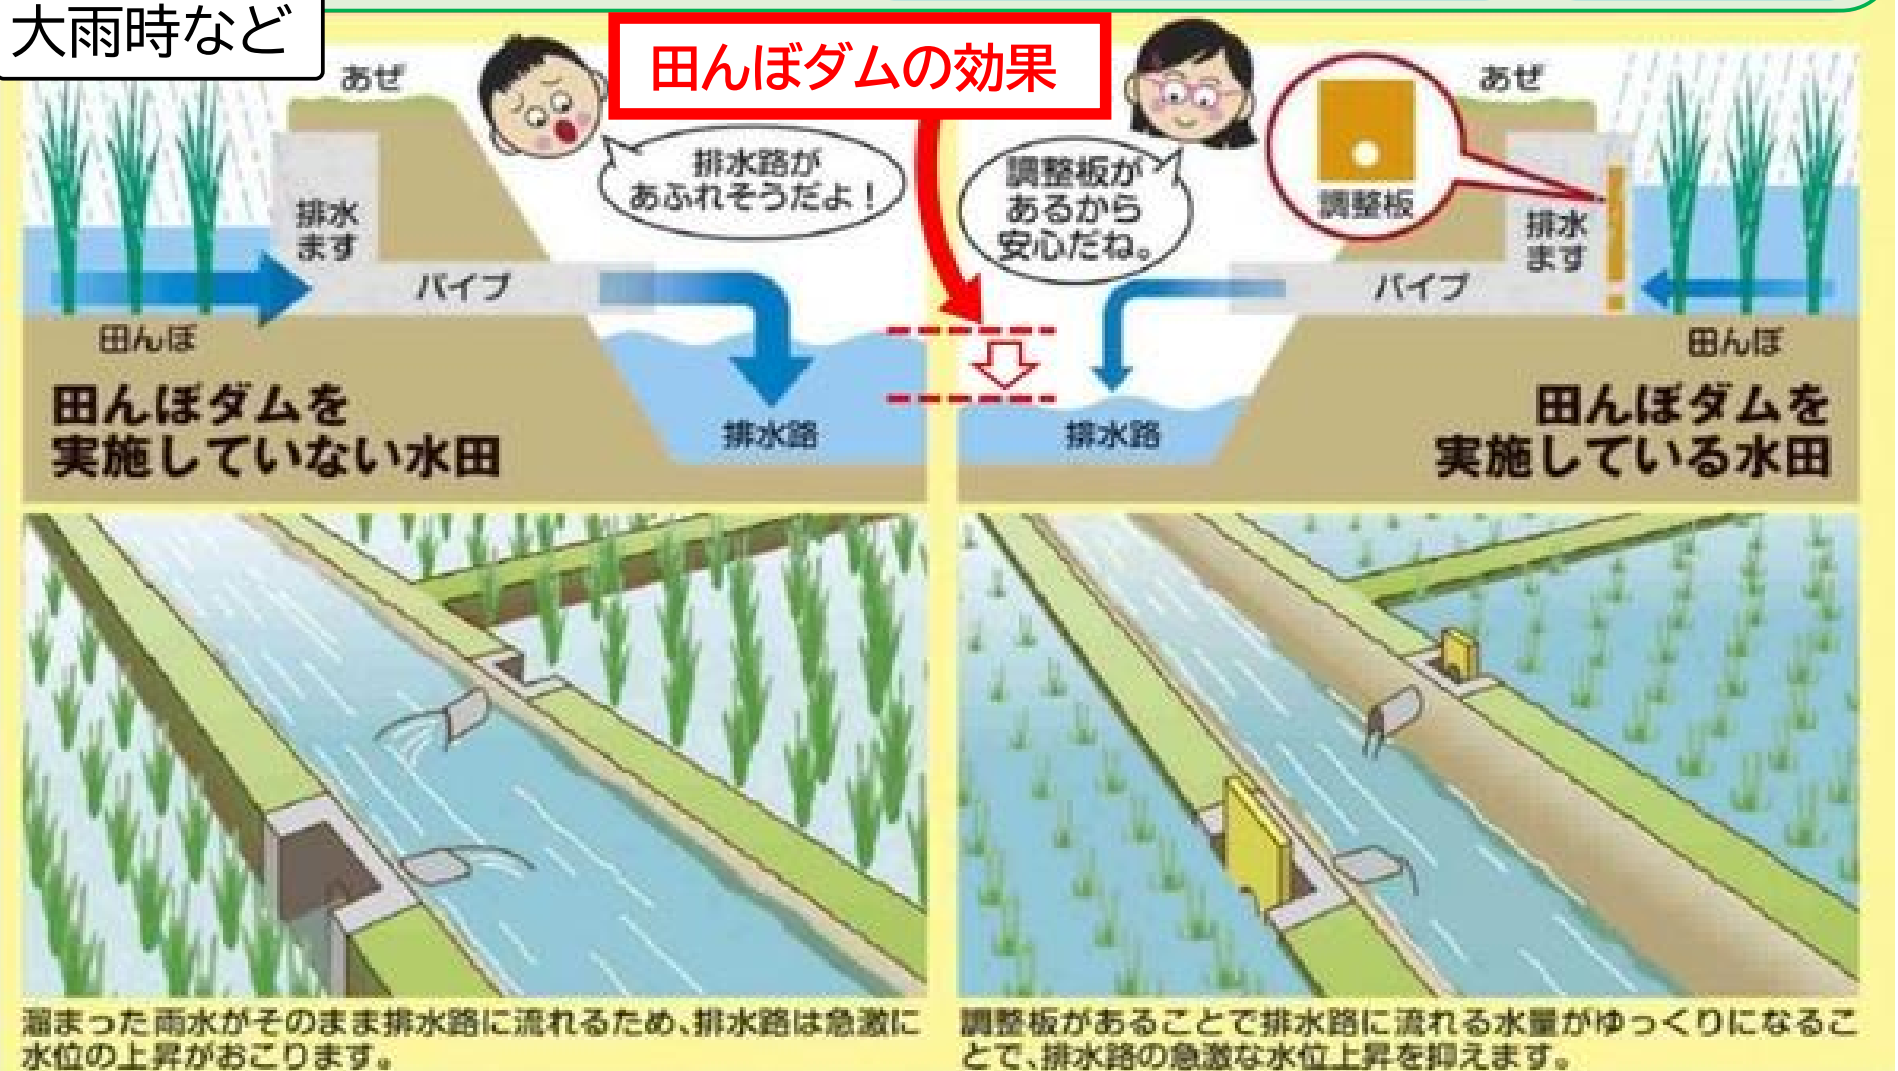 大雨時など
田んぼダムの効果
あぜ
排水路が
あふれそうだよ！
排水
ます
パイプ
田んぼ
田んぼダムを
実施していない水田
排水路
調整板が
あるから
安心だね。
調整板
あぜ
排水
ます
パイプ
田んぼ
田んぼダムを
実施している水田
排水路
溜まった雨水がそのまま排水路に流れるため、排水路は急激に
水位の上昇がおこります。
調整板があることで排水路に流れる水量がゆっくりになるこ
とで、排水路の急激な水位上昇を抑えます。